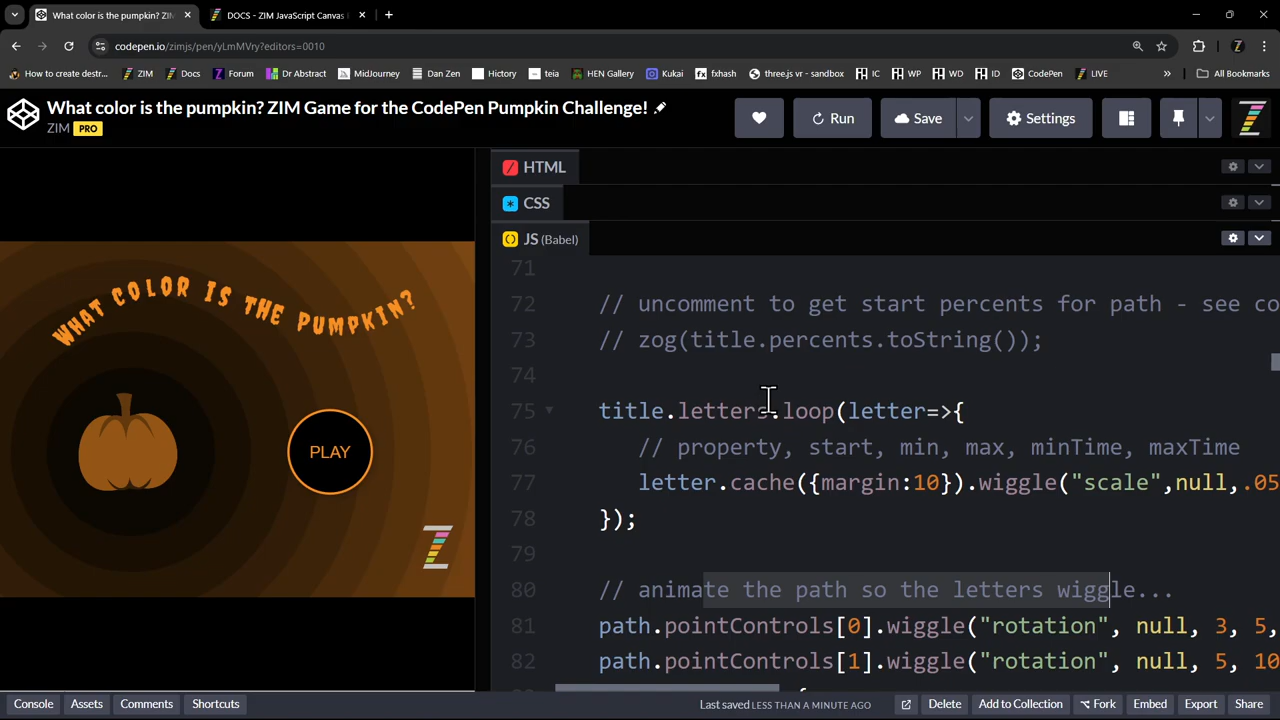 What color is the pumpkin? ZIM
DOCS - ZIM JavaScript Canvas
codepen.io/zimjs/pen/yLmMVry?editors=0010
How to create destr...
ZIM
Docs
Forum
Dr Abstract
MidJourney
Dan Zen
Hictory
teia
HEN Gallery
Kukai
fxhash
three.js vr - sandbox
IC
WP
WD
ID
CodePen
LIVE
All Bookmarks
What color is the pumpkin? ZIM Game for the CodePen Pumpkin Challenge!
ZIM PRO
Run
Save
Settings
HTML
CSS
JS (Babel)
WHAT COLOR IS THE PUMPKIN?
PLAY
71
72 // uncomment to get start percents for path - see co
73 // zog(title.percents.toString());
74
75 title.letters.loop(letter=>{
76 // property, start, min, max, minTime, maxTime
77 letter.cache({margin:10}).wiggle("scale",null,.05
78 });
79
80 // animate the path so the letters wiggle...
81 path.pointControls[0].wiggle("rotation", null, 3, 5,
82 path.pointControls[1].wiggle("rotation", null, 5, 10
Console
Assets
Comments
Shortcuts
Last saved LESS THAN A MINUTE AGO
Delete
Add to Collection
Fork
Embed
Export
Share